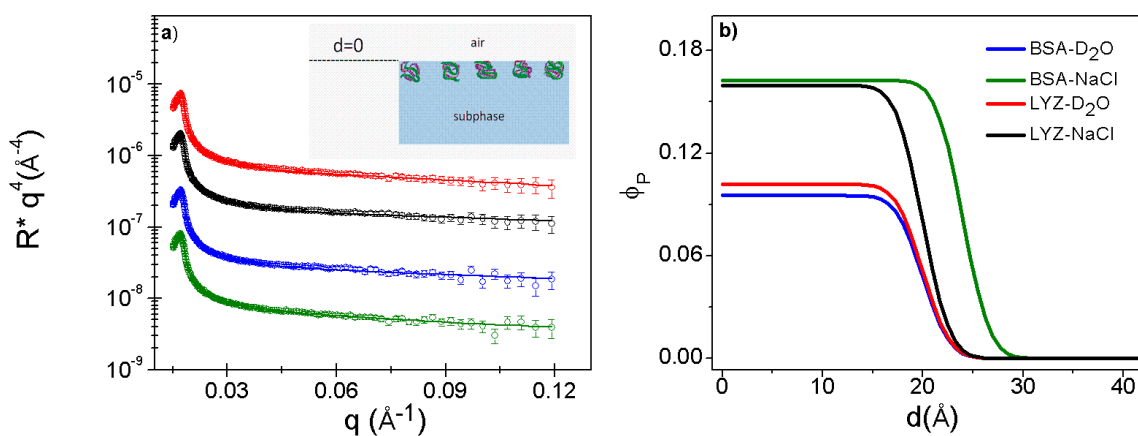 a)
d=0
air
subphase
10⁻⁵
10⁻⁶
10⁻⁷
10⁻⁸
10⁻⁹
R* q⁴(Å⁻⁴)
0.03 0.06 0.09 0.12
q (Å⁻¹)
b)
BSA-D₂O
BSA-NaCl
LYZ-D₂O
LYZ-NaCl
0.18
0.12
0.06
0.00
ϕP
0 10 20 30 40
d(Å)